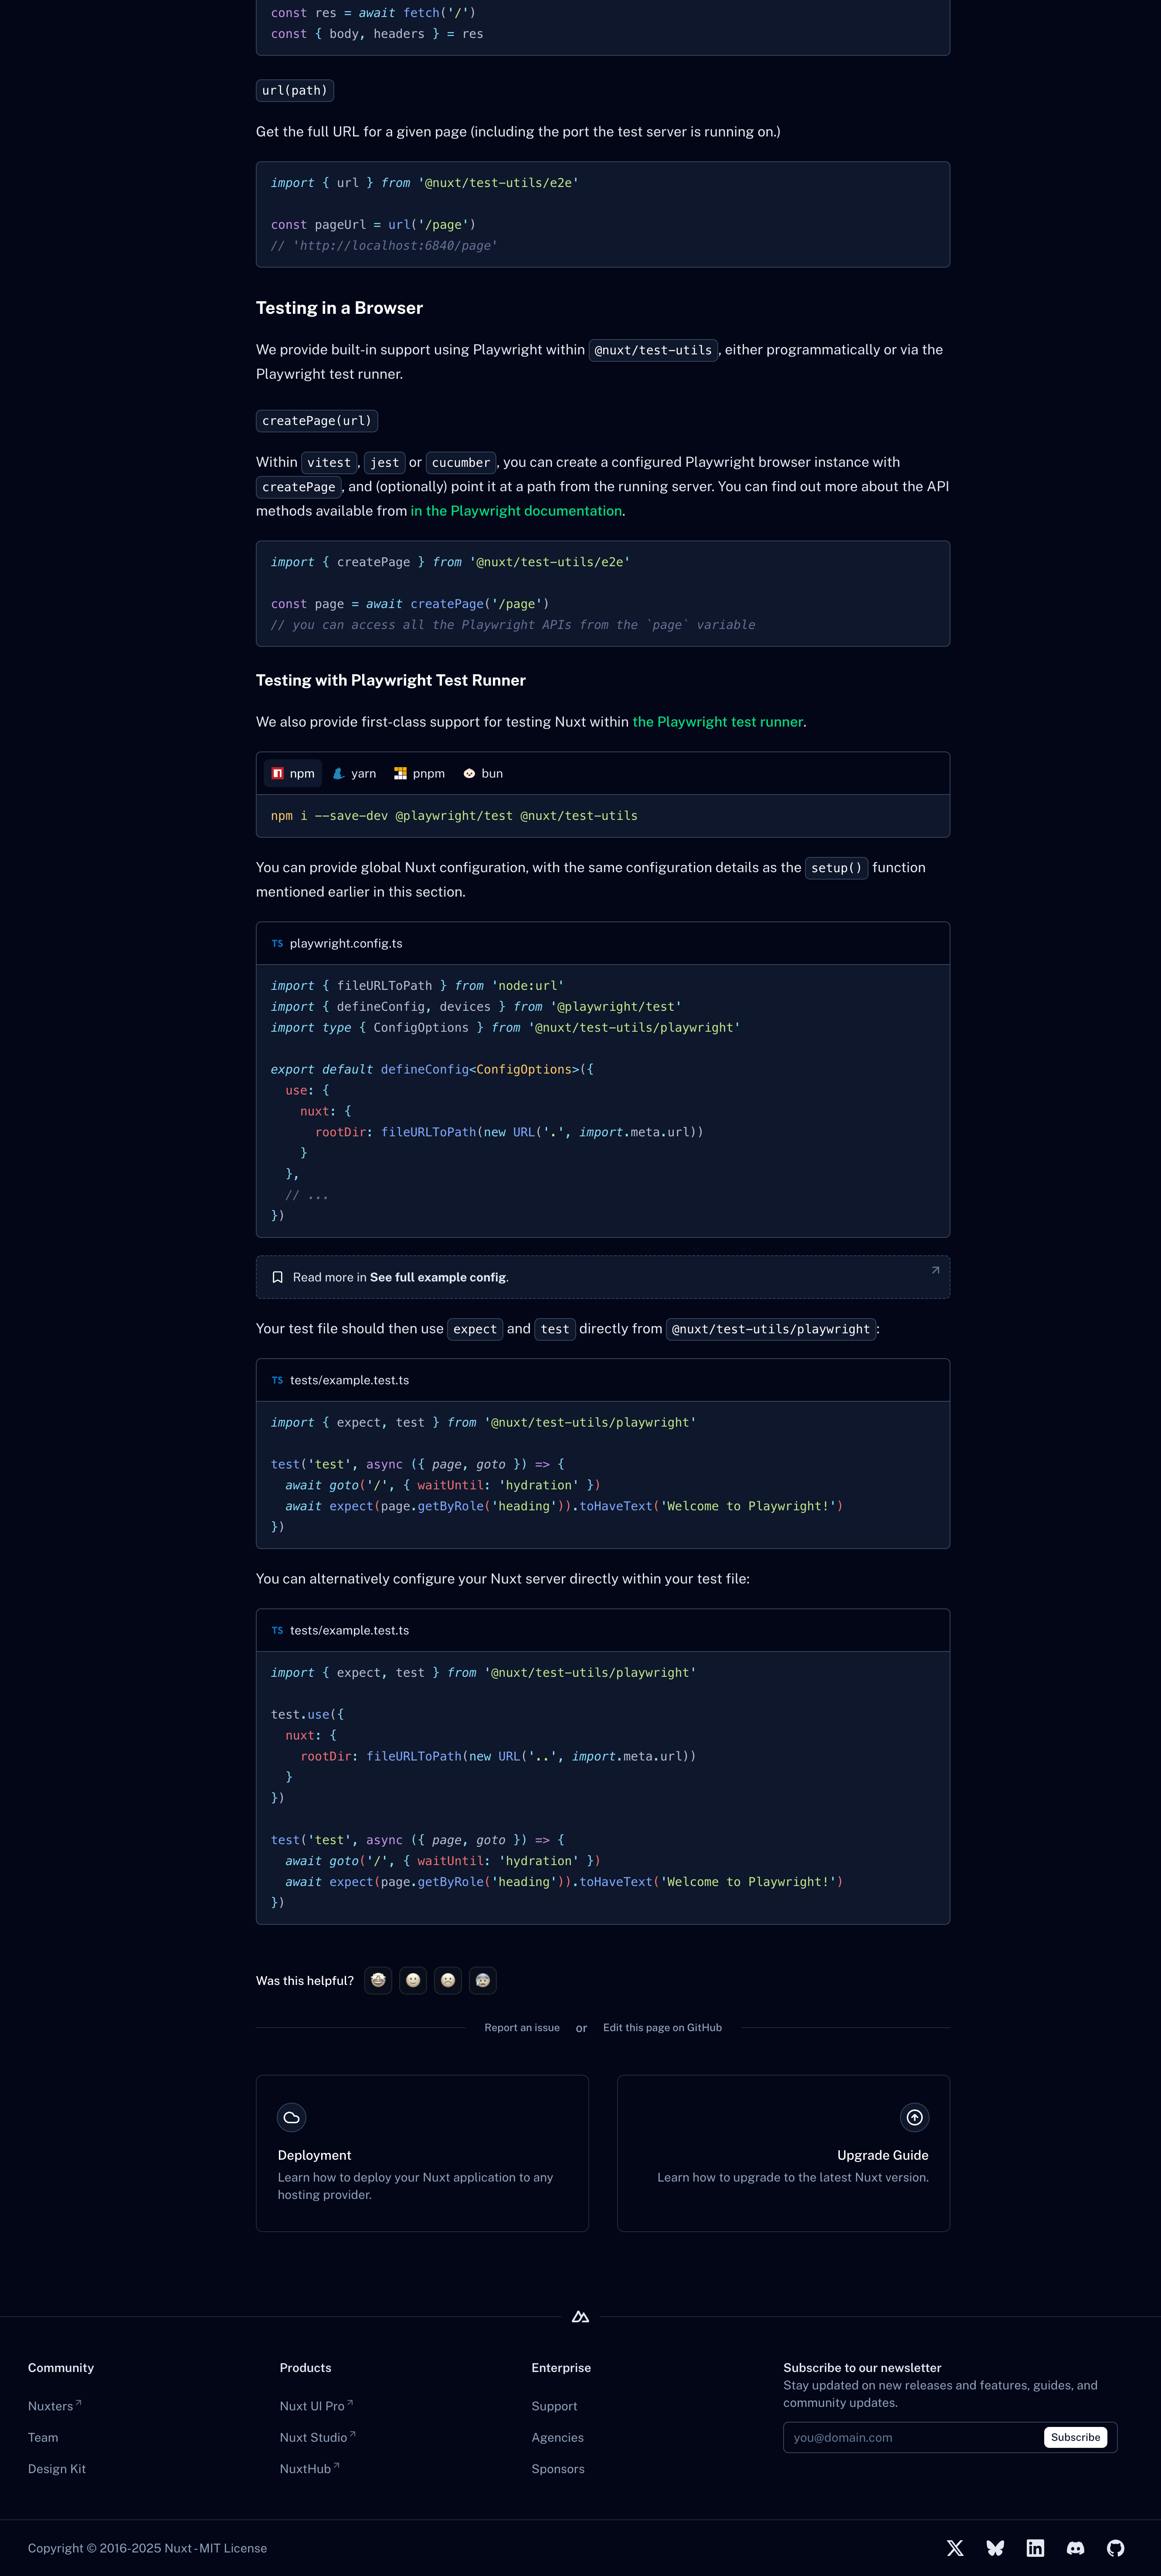 const res = await fetch('/')
const { body, headers } = res
url(path)
Get the full URL for a given page (including the port the test server is running on.)
import { url } from '@nuxt/test-utils/e2e'
const pageUrl = url('/page')
// 'http://localhost:6840/page'
Testing in a Browser
We provide built-in support using Playwright within @nuxt/test-utils, either programmatically or via the
Playwright test runner.
createPage(url)
Within vitest, jest or cucumber, you can create a configured Playwright browser instance with
createPage, and (optionally) point it at a path from the running server. You can find out more about the API
methods available from in the Playwright documentation.
import { createPage } from '@nuxt/test-utils/e2e'
const page = await createPage('/page')
// you can access all the Playwright APIs from the `page` variable
Testing with Playwright Test Runner
We also provide first-class support for testing Nuxt within the Playwright test runner.
npm yarn pnpm bun
npm i --save-dev @playwright/test @nuxt/test-utils
You can provide global Nuxt configuration, with the same configuration details as the setup() function
mentioned earlier in this section.
TS playwright.config.ts
import { fileURLToPath } from 'node:url'
import { defineConfig, devices } from '@playwright/test'
import type { ConfigOptions } from '@nuxt/test-utils/playwright'
export default defineConfig<ConfigOptions>({
  use: {
    nuxt: {
      rootDir: fileURLToPath(new URL('.', import.meta.url))
    }
  },
  // ...
})
Read more in See full example config.
Your test file should then use expect and test directly from @nuxt/test-utils/playwright:
TS tests/example.test.ts
import { expect, test } from '@nuxt/test-utils/playwright'
test('test', async ({ page, goto }) => {
  await goto('/', { waitUntil: 'hydration' })
  await expect(page.getByRole('heading')).toHaveText('Welcome to Playwright!')
})
You can alternatively configure your Nuxt server directly within your test file:
TS tests/example.test.ts
import { expect, test } from '@nuxt/test-utils/playwright'
test.use({
  nuxt: {
    rootDir: fileURLToPath(new URL('..', import.meta.url))
  }
})
test('test', async ({ page, goto }) => {
  await goto('/', { waitUntil: 'hydration' })
  await expect(page.getByRole('heading')).toHaveText('Welcome to Playwright!')
})
Was this helpful?
Report an issue or Edit this page on GitHub
Deployment
Learn how to deploy your Nuxt application to any
hosting provider.
Upgrade Guide
Learn how to upgrade to the latest Nuxt version.
Community
Nuxters
Team
Design Kit
Products
Nuxt UI Pro
Nuxt Studio
NuxtHub
Enterprise
Support
Agencies
Sponsors
Subscribe to our newsletter
Stay updated on new releases and features, guides, and
community updates.
you@domain.com Subscribe
Copyright © 2016-2025 Nuxt - MIT License